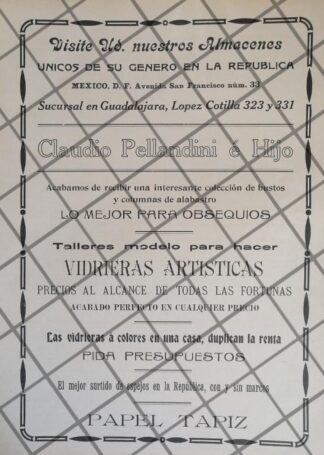 Visite Ud. nuestros Almacenes
UNICOS DE SU GENERO EN LA REPUBLICA
MEXICO, D. F. Avenida San Francisco núm. 33
Sucursal en Guadalajara, Lopez Cotilla 323 y 331
Claudio Pellandini é Hijo
Acabamos de recibir una interesante colección de bustos
y columnas de alabastro
LO MEJOR PARA OBSEQUIOS
Talleres modelo para hacer
VIDRIERAS ARTISTICAS
PRECIOS AL ALCANCE DE TODAS LAS FORTUNAS
ACABADO PERFECTO EN CUALQUIER PRECIO
Las vidrieras a colores en una casa, duplican la renta
PIDA PRESUPUESTOS
El mejor surtido de espejos en la Republica, con y sin marcos
PAPEL TAPIZ